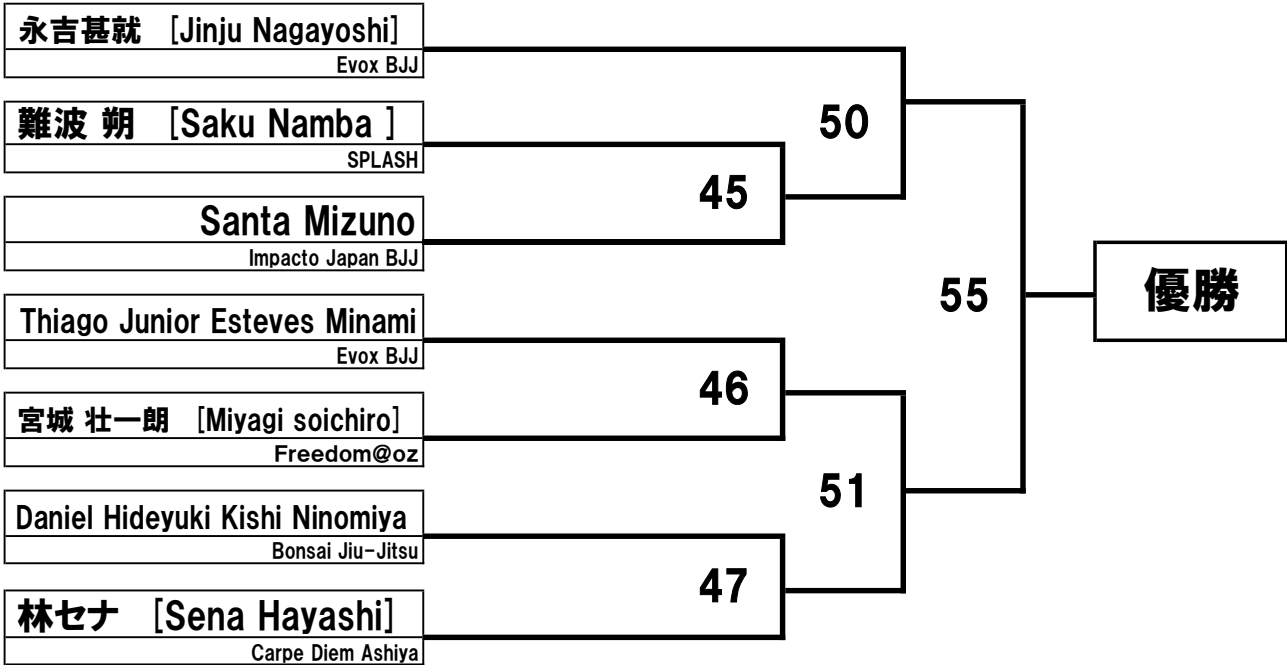 永吉甚就 [Jinju Nagayoshi]
Evox BJJ
難波 朔 [Saku Namba ]
SPLASH
Santa Mizuno
Impacto Japan BJJ
Thiago Junior Esteves Minami
Evox BJJ
宮城 壮一朗 [Miyagi soichiro]
Freedom@oz
Daniel Hideyuki Kishi Ninomiya
Bonsai Jiu-Jitsu
林セナ [Sena Hayashi]
Carpe Diem Ashiya
45
46
47
50
51
55
優勝